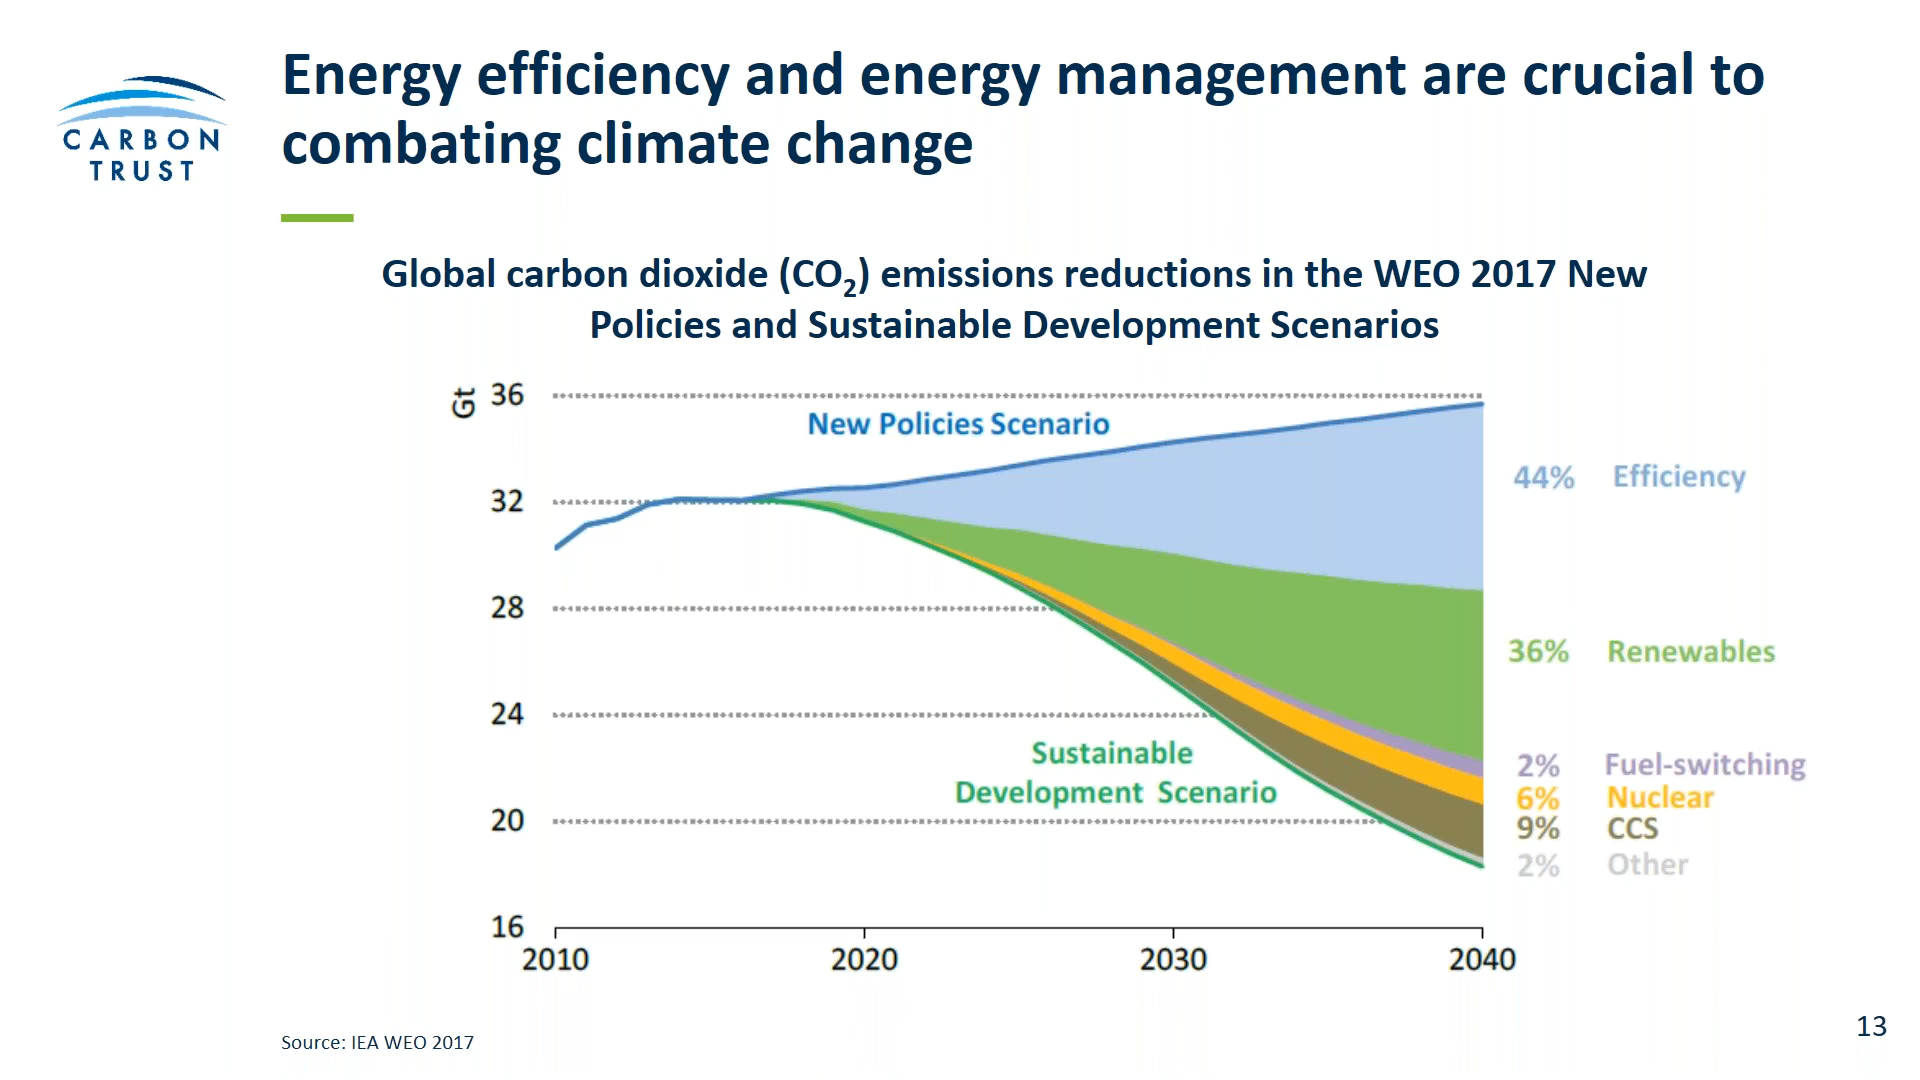 Energy efficiency and energy management are crucial to
combating climate change
CARBON
TRUST
Global carbon dioxide (CO₂) emissions reductions in the WEO 2017 New
Policies and Sustainable Development Scenarios
Gt
36
New Policies Scenario
32
28
24
20
16
Sustainable
Development Scenario
44% Efficiency
36% Renewables
2% Fuel-switching
6% Nuclear
9% CCS
2% Other
2010 2020 2030 2040
Source: IEA WEO 2017
13